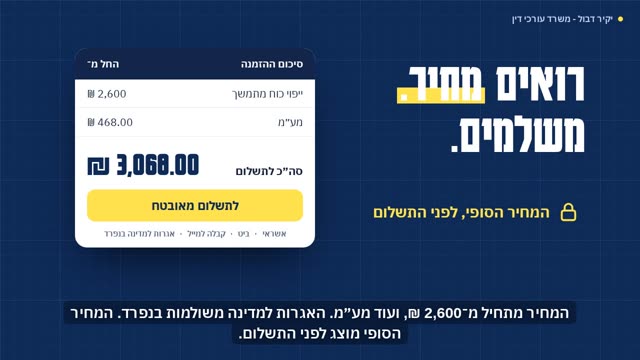 יקיר דבול - משרד עורכי דין
רואים מחיר.
משלמים.
המחיר הסופי, לפני התשלום
סיכום ההזמנה החל מ־
ייפוי כוח מתמשך 2,600 ₪
מע״מ 468.00 ₪
סה״כ לתשלום 3,068.00 ₪
לתשלום מאובטח
אשראי · ביט · קבלה למייל · אגרות למדינה בנפרד
המחיר מתחיל מ־2,600 ₪, ועוד מע״מ. האגרות למדינה משולמות בנפרד. המחיר
הסופי מוצג לפני התשלום.